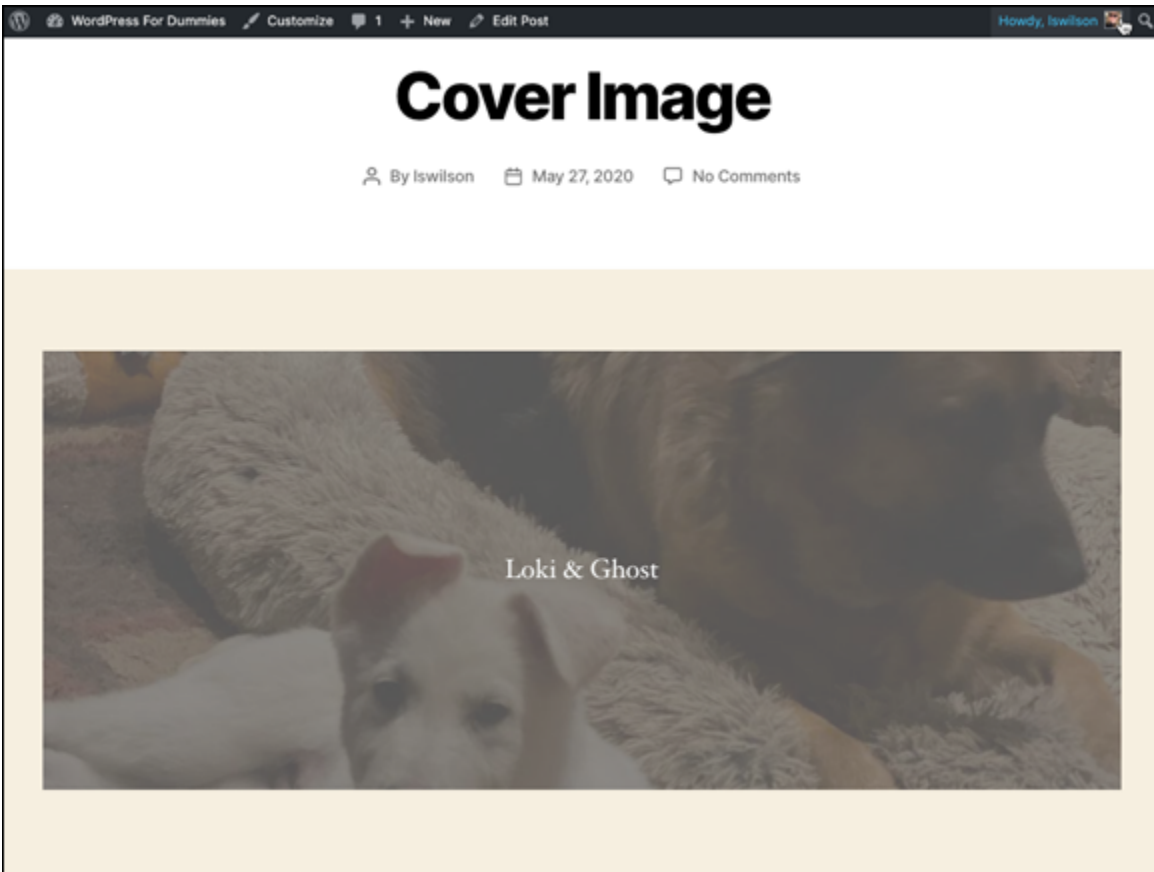 WordPress For Dummies Customize 1 New Edit Post Howdy, lswilson
Cover Image
By lswilson May 27, 2020 No Comments
Loki & Ghost